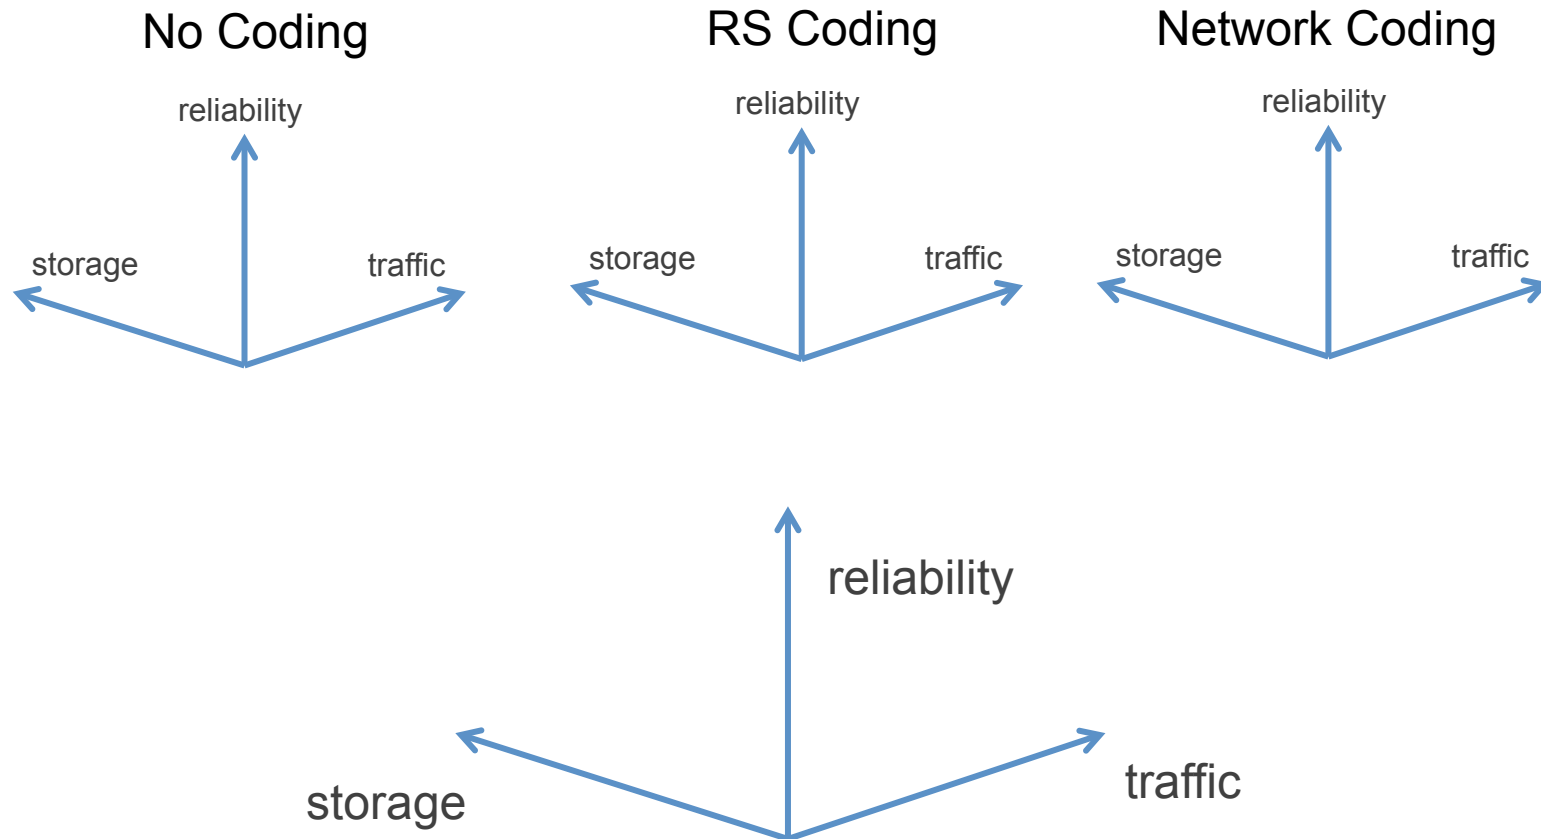 No Coding
RS Coding
Network Coding
reliability
reliability
reliability
storage
traffic
storage
traffic
storage
traffic
reliability
storage
traffic